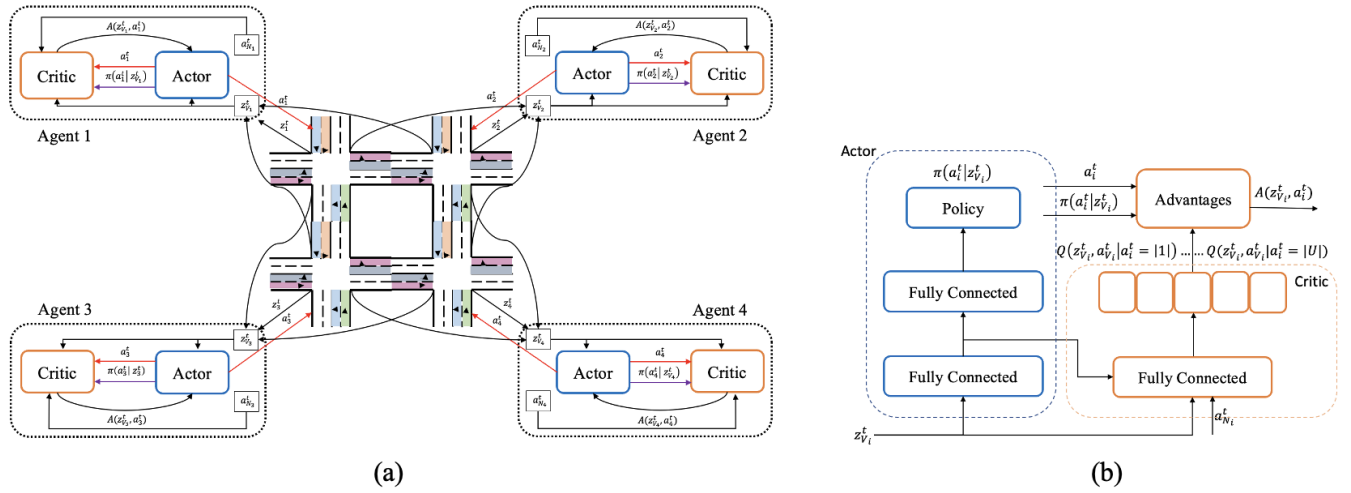 A(z^t_{V_1}, a^t_1)
a^t_{N_1}
Critic
a^t_1
π(a^t_1|z^t_{V_1})
Actor
z^t_{V_1}
Agent 1
a^t_1
z^t_1
A(z^t_{V_2}, a^t_2)
a^t_{N_2}
Actor
a^t_2
π(a^t_2|z^t_{V_2})
Critic
z^t_{V_2}
Agent 2
a^t_2
z^t_2
Agent 3
z^t_3
a^t_3
z^t_{V_3}
Critic
a^t_3
Actor
a^t_{N_3}
A(z^t_{V_3}, a^t_3)
Agent 4
z^t_4
a^t_4
z^t_{V_4}
Actor
a^t_4
π(a^t_4|z^t_{V_4})
Critic
a^t_{N_4}
A(z^t_{V_4}, a^t_4)
(a)
Actor
π(a^t_i|z^t_{V_i})
Policy
Fully Connected
Fully Connected
z^t_{V_i}
a^t_i
π(a^t_i|z^t_{V_i})
Advantages
A(z^t_{V_i}, a^t_i)
Q(z^t_{V_i}, a^t_{V_i}|a^t_i = |1|) …… Q(z^t_{V_i}, a^t_{V_i}|a^t_i = |U|)
Critic
Fully Connected
a^t_{N_i}
(b)